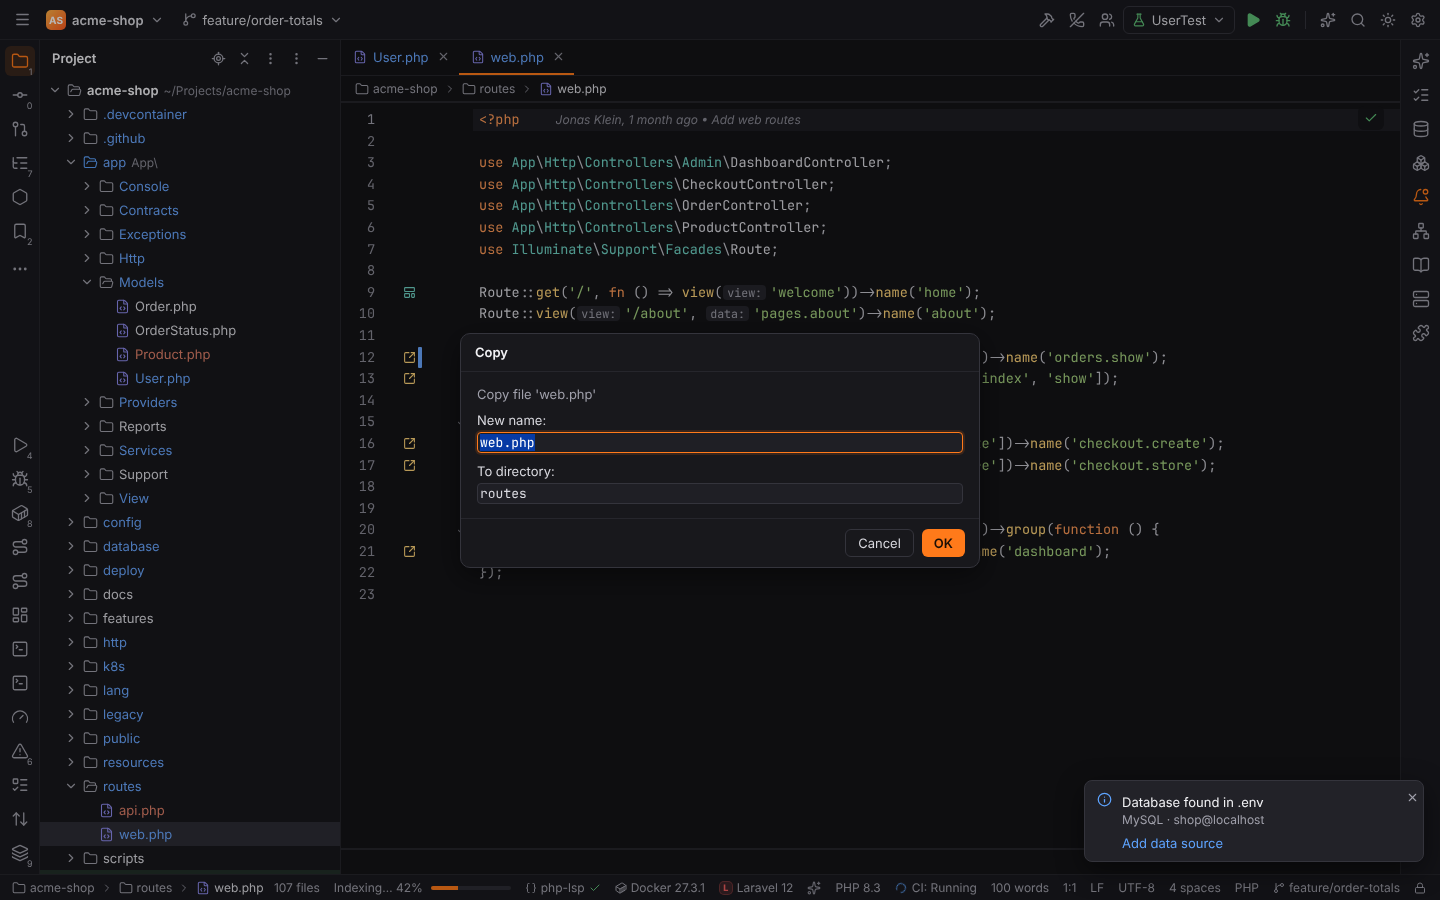 AS acme-shop feature/order-totals UserTest
Project
User.php web.php
acme-shop ~/Projects/acme-shop
.devcontainer
.github
app App\
Console
Contracts
Exceptions
Http
Models
Order.php
OrderStatus.php
Product.php
User.php
Providers
Reports
Services
Support
View
config
database
deploy
docs
features
http
k8s
lang
legacy
public
resources
routes
api.php
web.php
scripts
1
0
7
2
4
5
8
6
9
acme-shop routes web.php
1 <?php Jonas Klein, 1 month ago • Add web routes
2
3 use App\Http\Controllers\Admin\DashboardController;
4 use App\Http\Controllers\CheckoutController;
5 use App\Http\Controllers\OrderController;
6 use App\Http\Controllers\ProductController;
7 use Illuminate\Support\Facades\Route;
8
9 Route::get('/', fn () => view( view: 'welcome'))->name('home');
10 Route::view( view: '/about', data: 'pages.about')->name('about');
11
12 )->name('orders.show');
13 index', 'show']);
14
15
16 e'])->name('checkout.create');
17 e'])->name('checkout.store');
18
19
20 )->group(function () {
21 me('dashboard');
22 });
23
Copy
Copy file 'web.php'
New name:
web.php
To directory:
routes
Cancel OK
Database found in .env
MySQL · shop@localhost
Add data source
acme-shop routes web.php 107 files Indexing... 42% php-lsp Docker 27.3.1 L Laravel 12 PHP 8.3 CI: Running 100 words 1:1 LF UTF-8 4 spaces PHP feature/order-totals